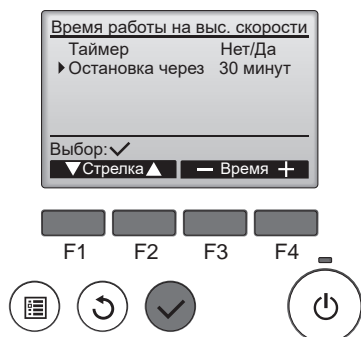 Время работы на выс. скорости
Таймер Нет/Да
Остановка через 30 минут
Выбор:
Стрелка Время
F1 F2 F3 F4